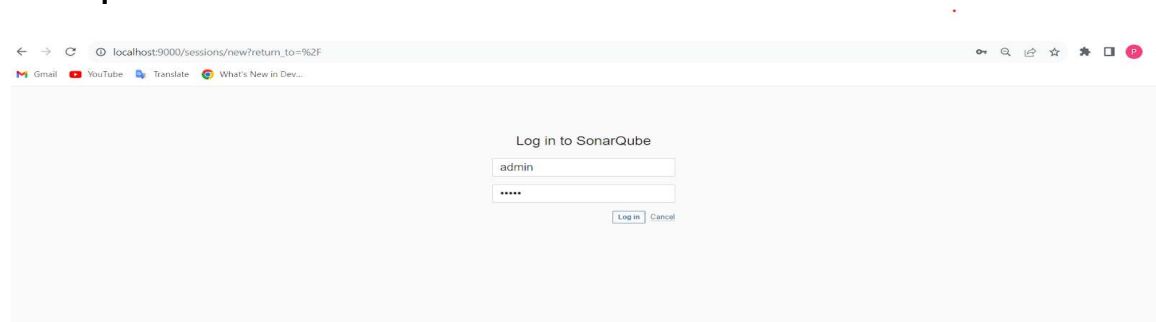 localhost:9000/sessions/new?return_to=%2F
P
Gmail YouTube Translate What's New in Dev...
Log in to SonarQube
admin
•••••
Log in Cancel